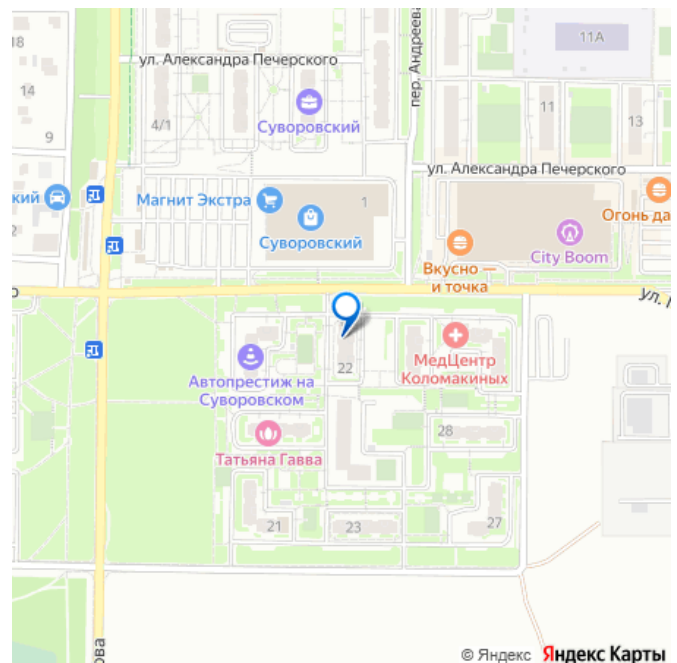 18
11А
ул. Александра Печерского
пер. Андреева
14
Суворовский
4/1
11
13
9
ул. Александра Печерского
ский
Магнит Экстра
1
Огонь да
Суворовский
City Boom
Вкусно —
и точка
ул.
МедЦентр
Коломакиных
22
Автопрестиж на
Суворовском
28
Татьяна Гавва
21
23
27
ова
© Яндекс Яндекс Карты